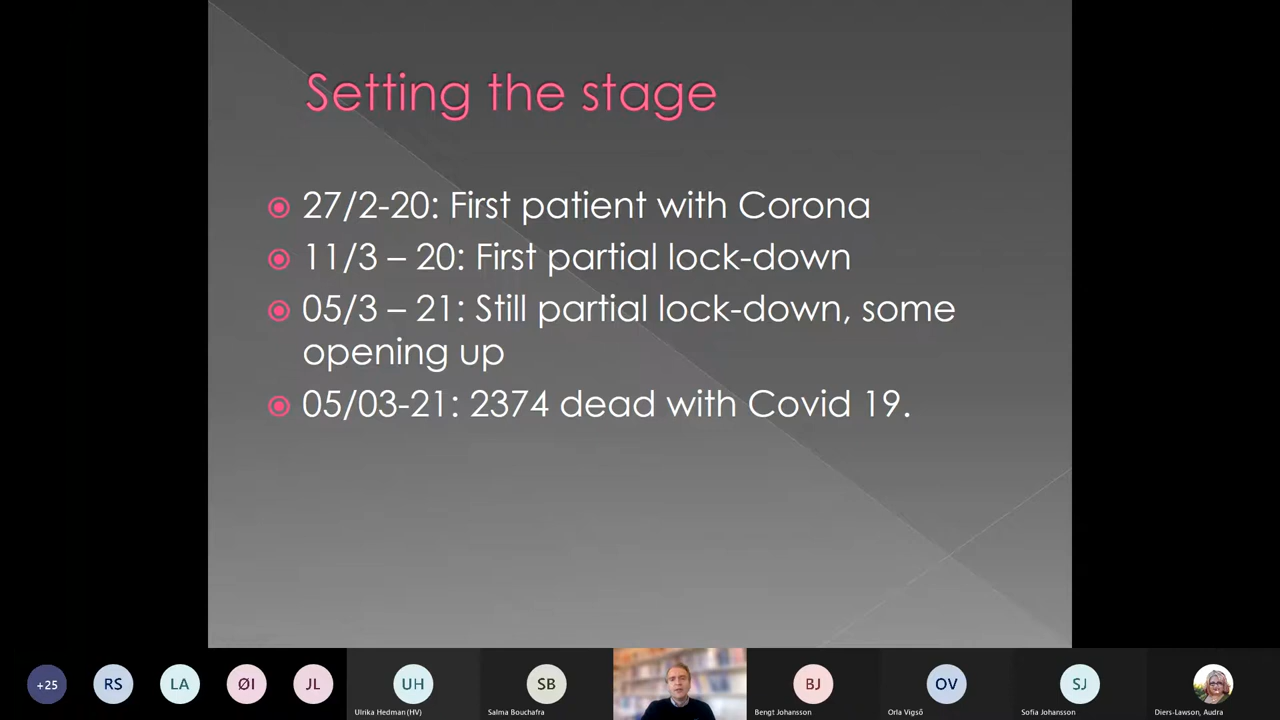 Setting the stage
27/2-20: First patient with Corona
11/3 – 20: First partial lock-down
05/3 – 21: Still partial lock-down, some
opening up
05/03-21: 2374 dead with Covid 19.
+25
RS
LA
ØI
JL
UH
SB
BJ
OV
SJ
Ulrika Hedman (HV)
Salma Bouchafra
Bengt Johansson
Orla Vigsö
Sofia Johansson
Diers-Lawson, Audra